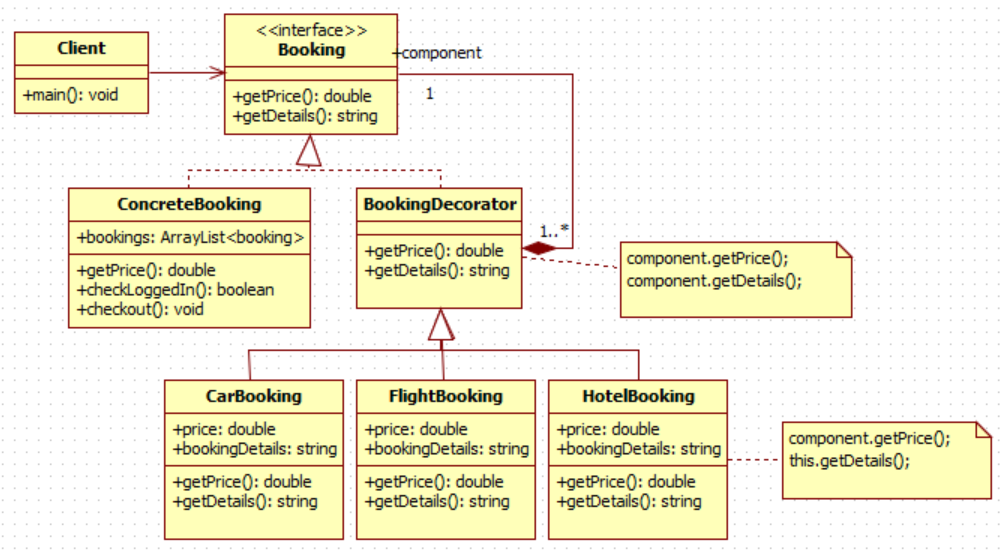 Client
+main(): void
<<interface>>
Booking
+getPrice(): double
+getDetails(): string
+component
1
ConcreteBooking
+bookings: ArrayList<booking>
+getPrice(): double
+checkLoggedIn(): boolean
+checkout(): void
BookingDecorator
+getPrice(): double
+getDetails(): string
1..*
component.getPrice();
component.getDetails();
CarBooking
+price: double
+bookingDetails: string
+getPrice(): double
+getDetails(): string
FlightBooking
+price: double
+bookingDetails: string
+getPrice(): double
+getDetails(): string
HotelBooking
+price: double
+bookingDetails: string
+getPrice(): double
+getDetails(): string
component.getPrice();
this.getDetails();